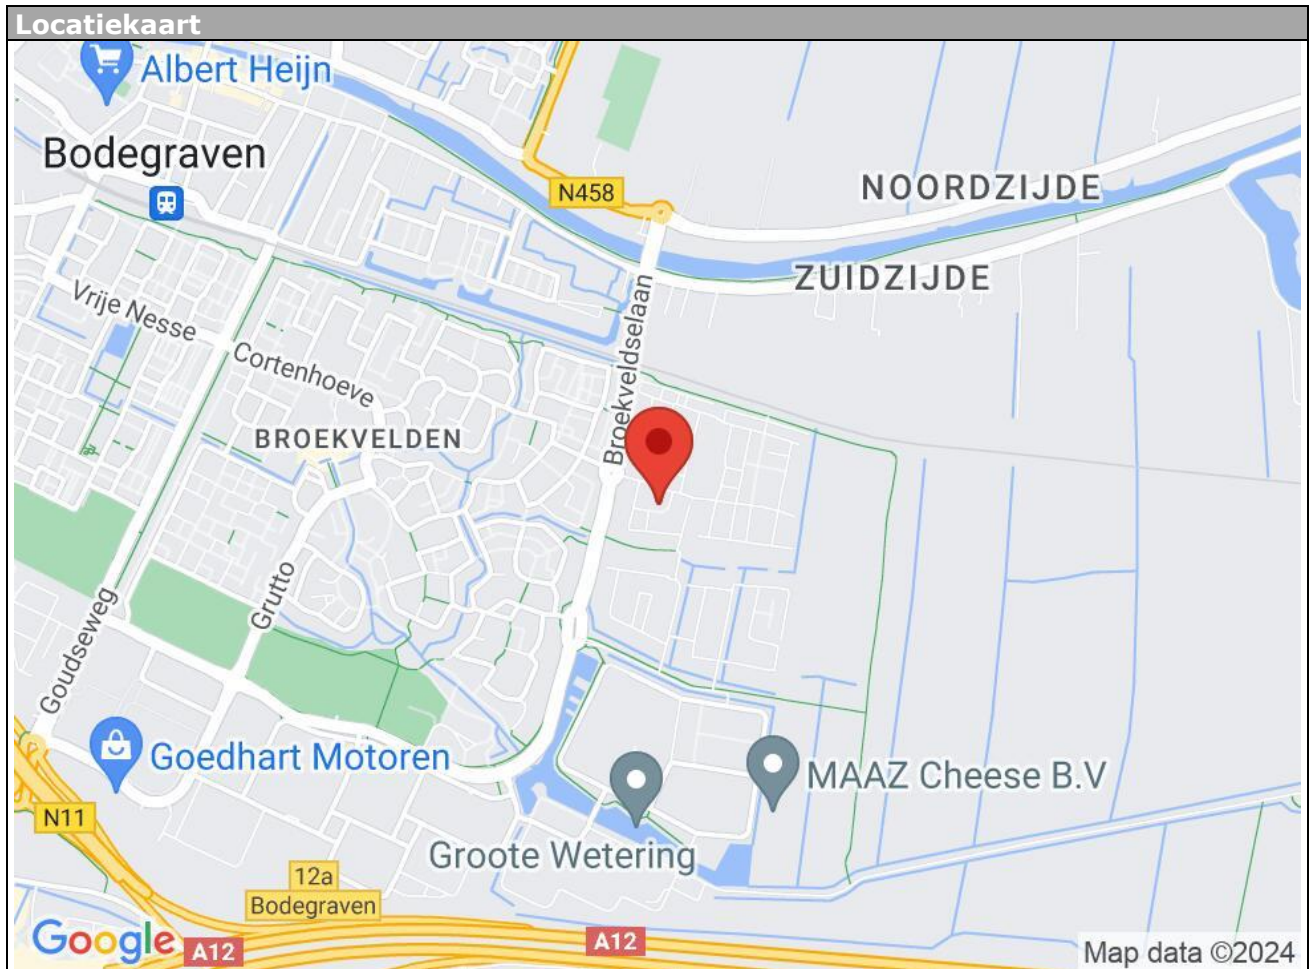 Locatiekaart
Albert Heijn
Bodegraven
N458
NOORDZIJDE
ZUIDZIJDE
Vrije Nesse
Cortenhoeve
Broekveldselaan
BROEKVELDEN
Grutto
Goudseweg
Goedhart Motoren
MAAZ Cheese B.V
N11
Groote Wetering
12a
Bodegraven
Google
A12
A12
Map data ©2024